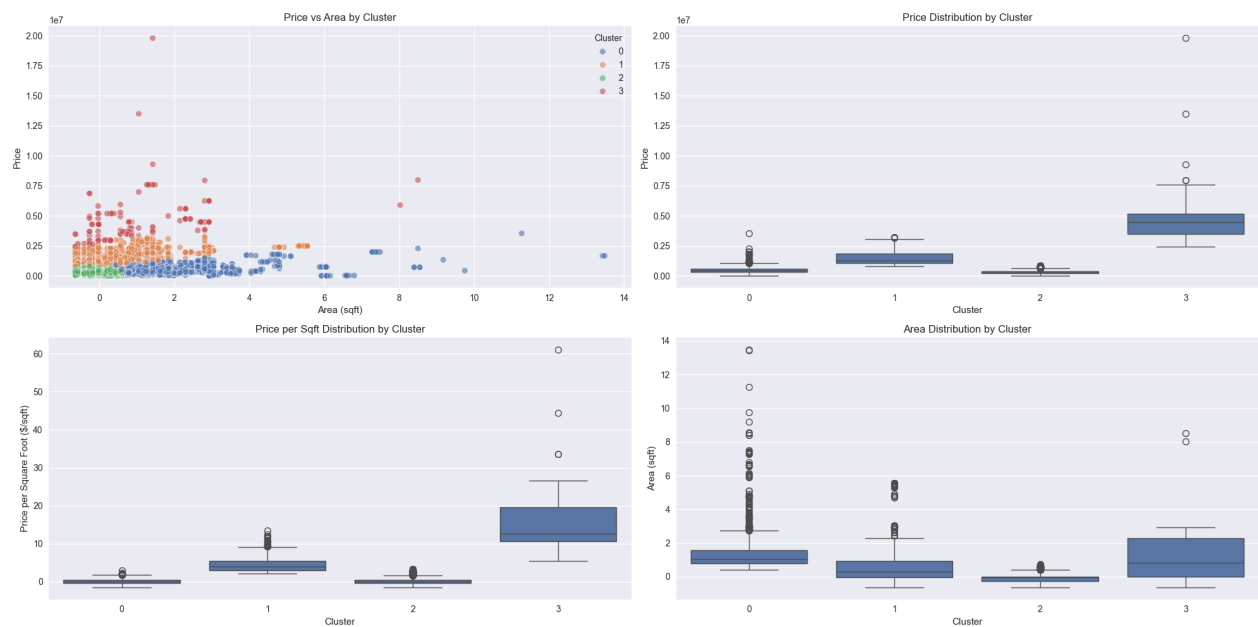 Price vs Area by Cluster
1e7
Price
2.00
1.75
1.50
1.25
1.00
0.75
0.50
0.25
0.00
Cluster
0
1
2
3
0 2 4 6 8 10 12 14
Area (sqft)
Price Distribution by Cluster
1e7
Price
2.00
1.75
1.50
1.25
1.00
0.75
0.50
0.25
0.00
0 1 2 3
Cluster
Price per Sqft Distribution by Cluster
Price per Square Foot ($/sqft)
60
50
40
30
20
10
0
0 1 2 3
Cluster
Area Distribution by Cluster
Area (sqft)
14
12
10
8
6
4
2
0
0 1 2 3
Cluster